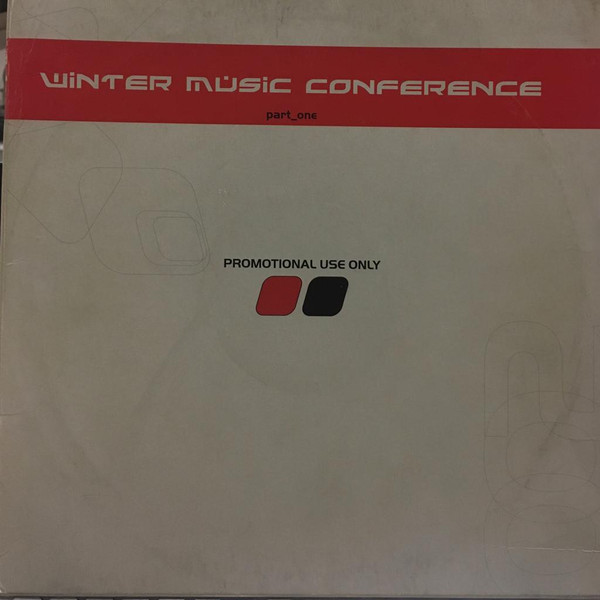 WINTER MUSIC CONFERENCE
part_one
PROMOTIONAL USE ONLY